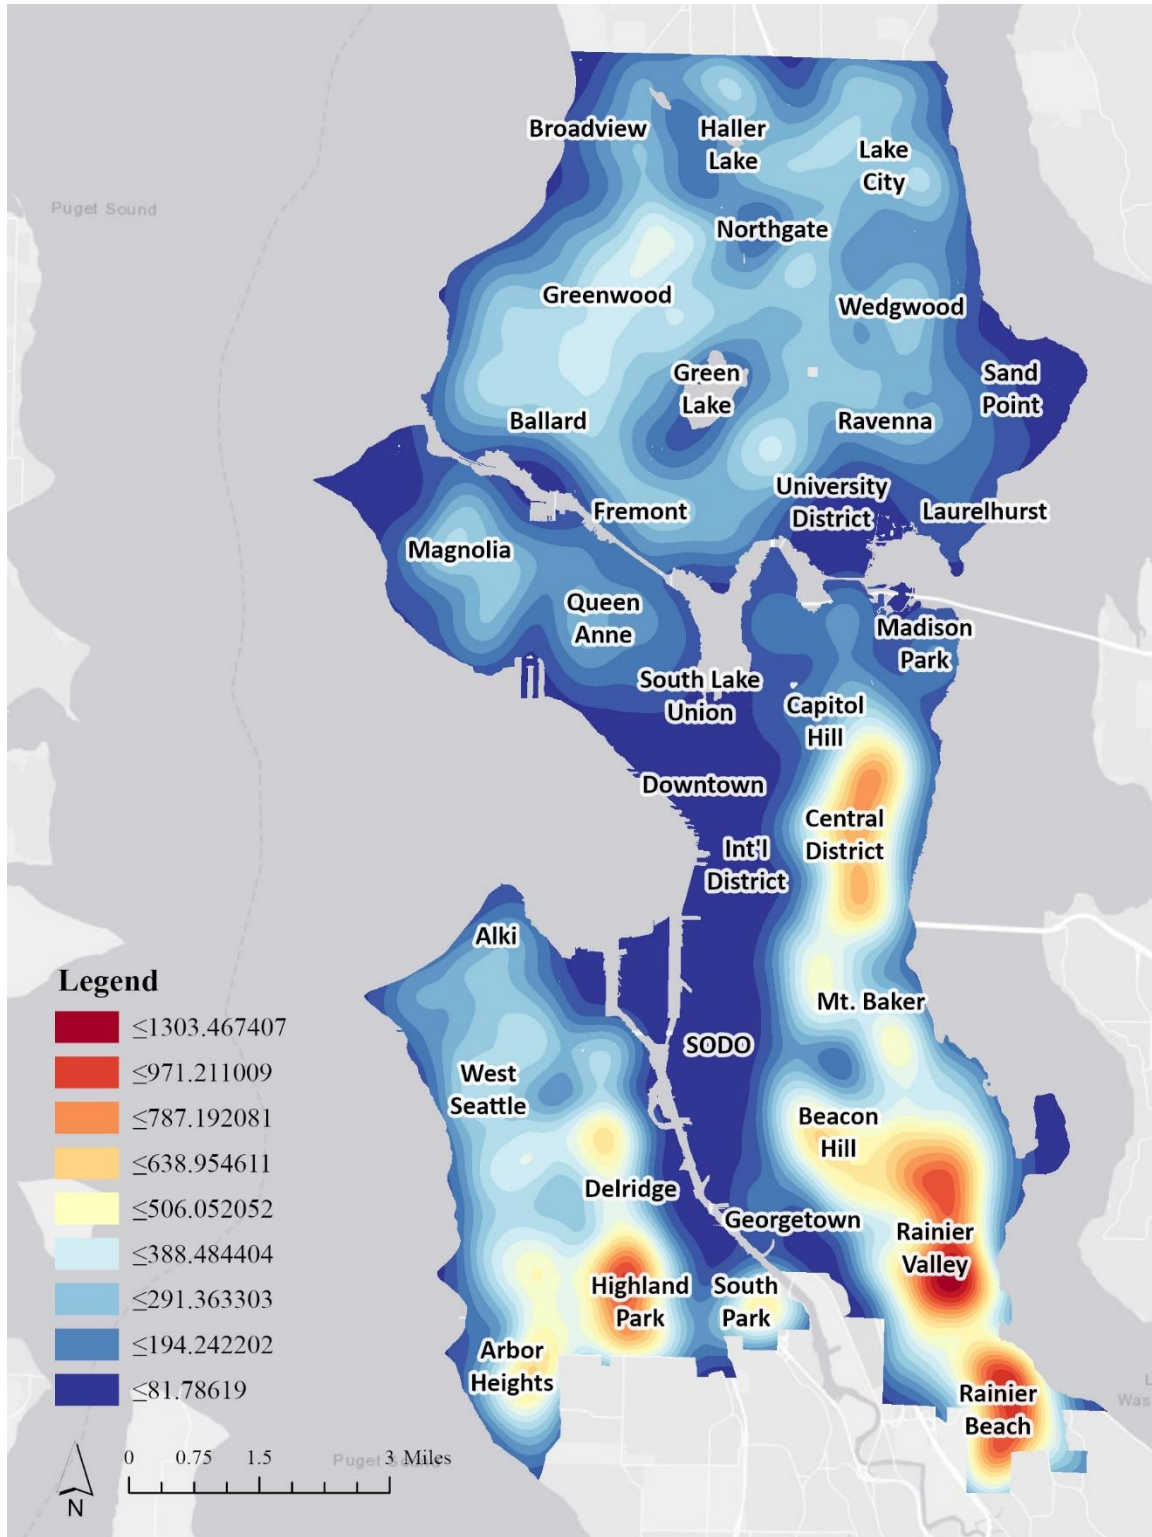 Broadview
Haller
Lake
Lake
City
Puget Sound
Northgate
Greenwood
Wedgwood
Green
Lake
Sand
Point
Ballard
Ravenna
University
District
Fremont
Laurelhurst
Magnolia
Queen
Anne
Madison
Park
South Lake
Union
Capitol
Hill
Downtown
Central
District
Int'l
District
Alki
Mt. Baker
SODO
West
Seattle
Beacon
Hill
Delridge
Georgetown
Rainier
Valley
Highland
Park
South
Park
Arbor
Heights
Rainier
Beach
Legend
≤1303.467407
≤971.211009
≤787.192081
≤638.954611
≤506.052052
≤388.484404
≤291.363303
≤194.242202
≤81.78619
0 0.75 1.5 3 Miles
Puget Sound
N
L
Was